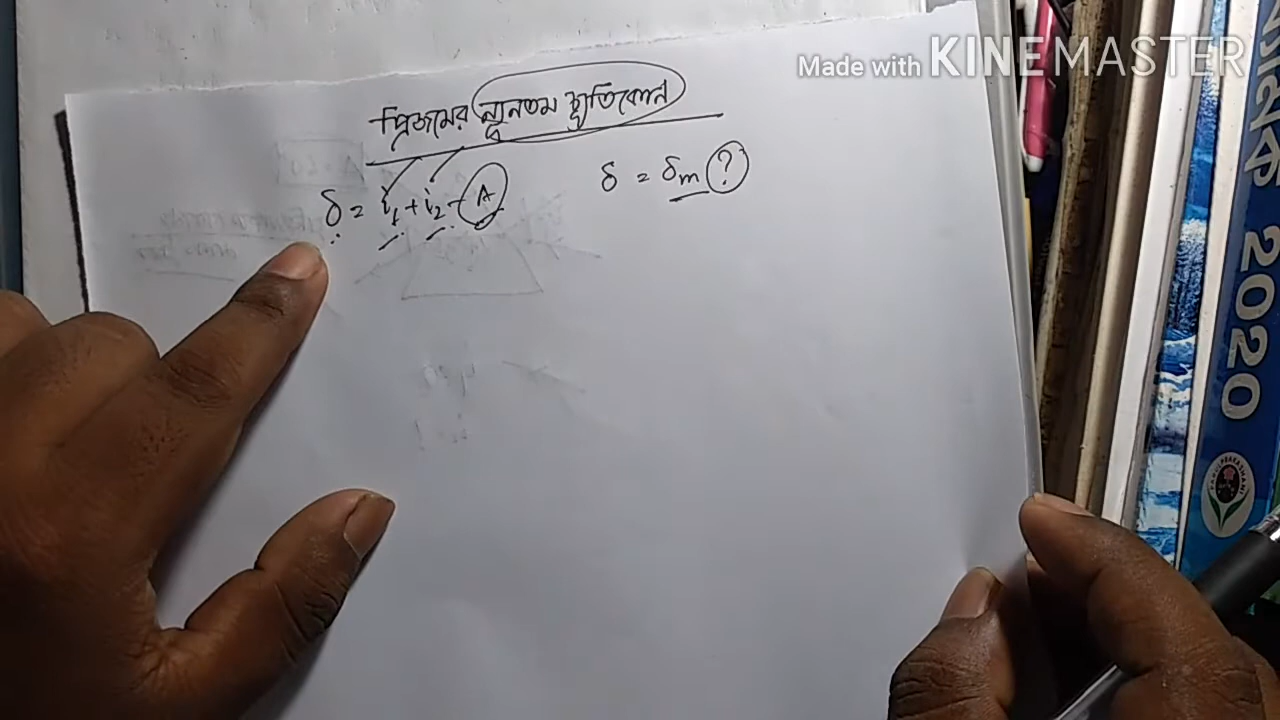 Made with KINEMASTER
প্রিজমের ন্যূনতম চ্যুতিকোন
δ = i₁ + i₂ - A
δ = δm ?
2020